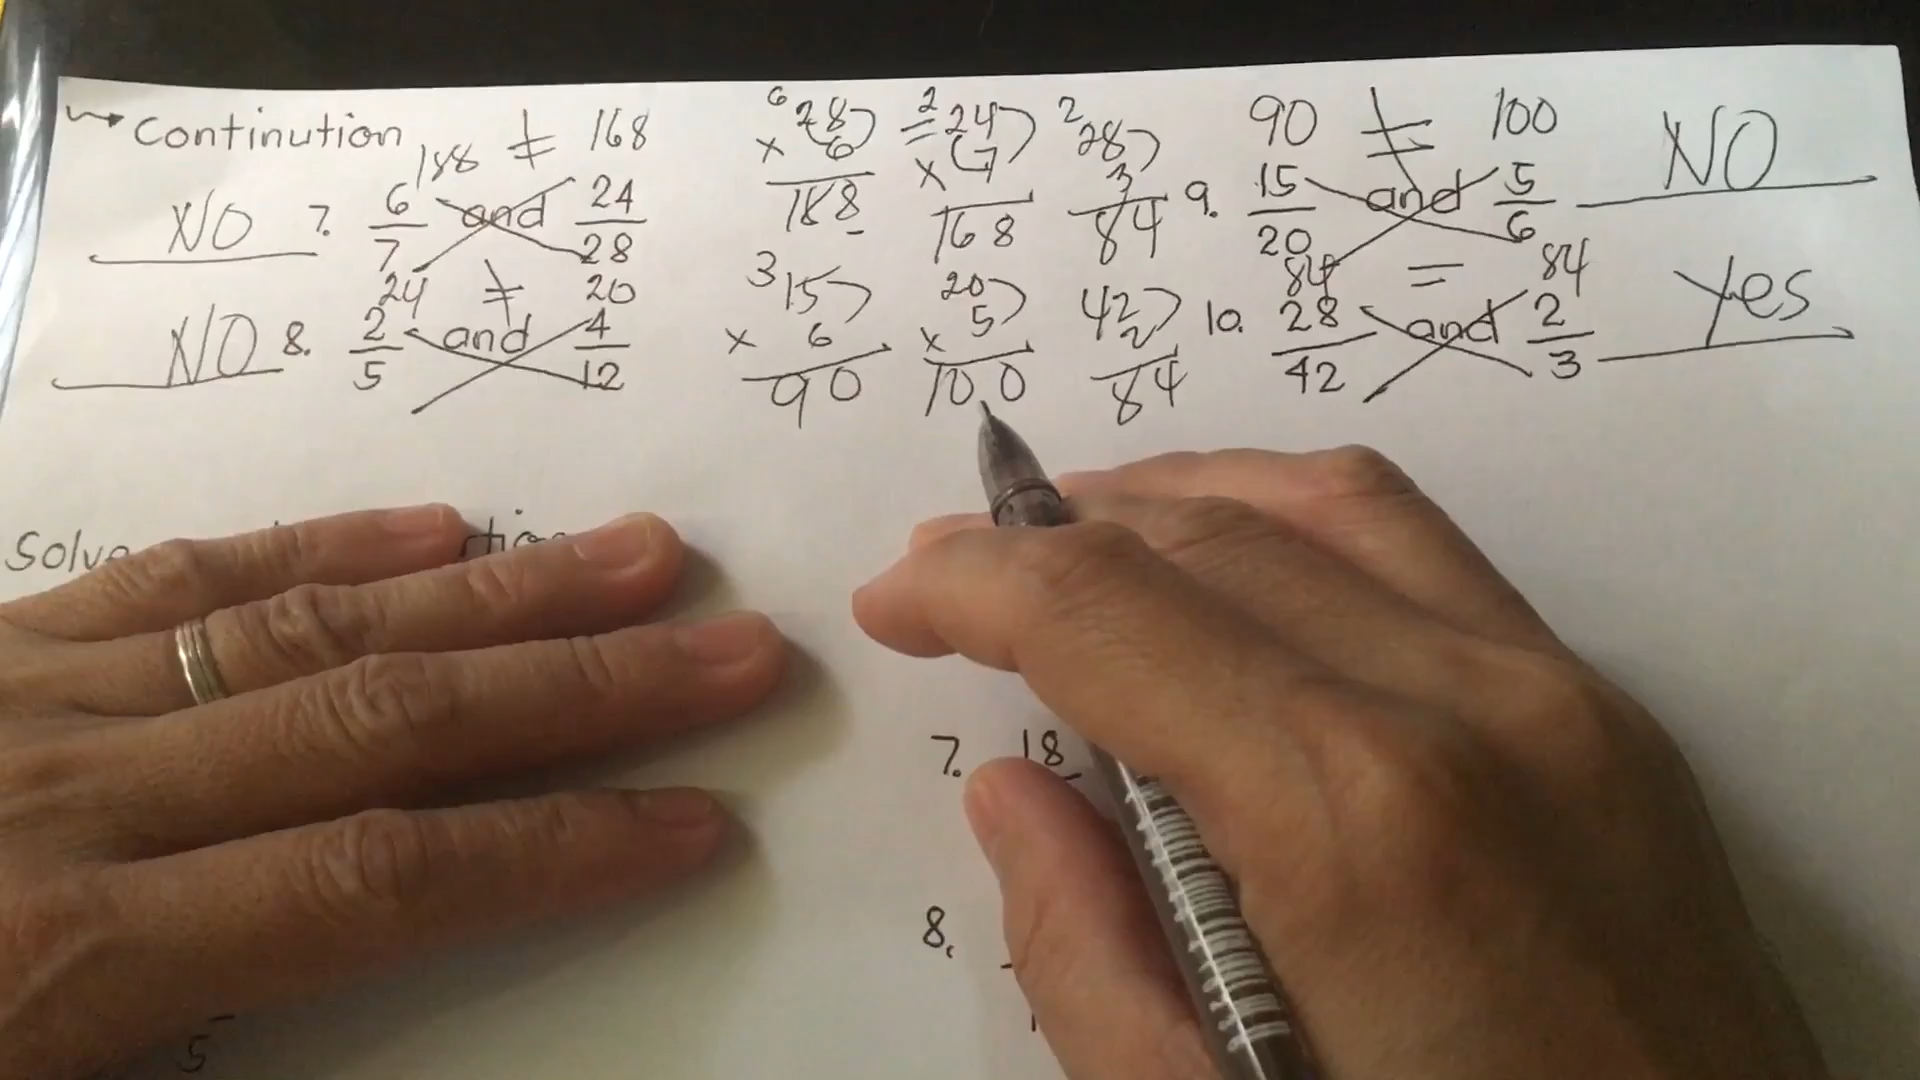 continution
188 ≠ 168
NO 7. 6/7 and 24/28
24 ≠ 20
NO 8. 2/5 and 4/12
6
28
× 6
188
2
24
× 7
168
2
28
3
84
3
15
× 6
90
20
× 5
100
42
2
84
90 ≠ 100
9. 15/20 and 5/6 NO
84 = 84
10. 28/42 and 2/3 Yes
7. 18
8.
5